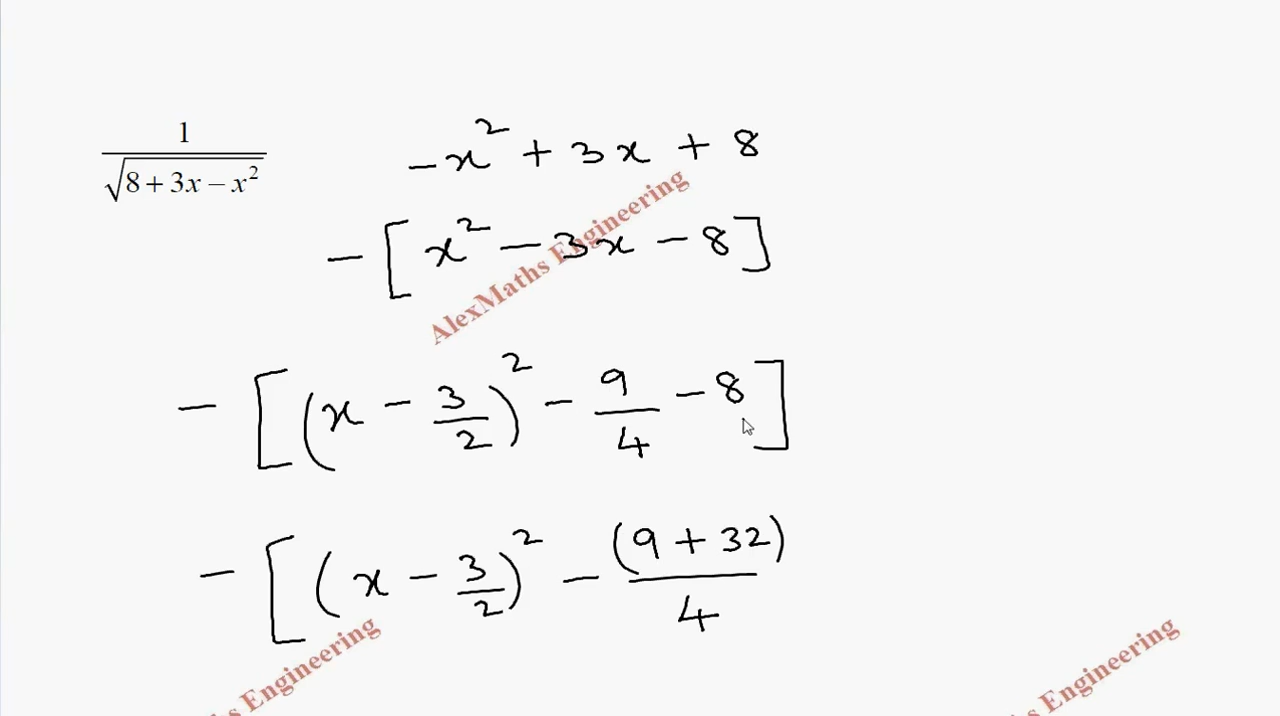 1/√(8 + 3x − x²)
−x² + 3x + 8
−[x² − 3x − 8]
AlexMaths Engineering
−[(x − 3/2)² − 9/4 − 8]
−[(x − 3/2)² − (9 + 32)/4
s Engineering
s Engineering